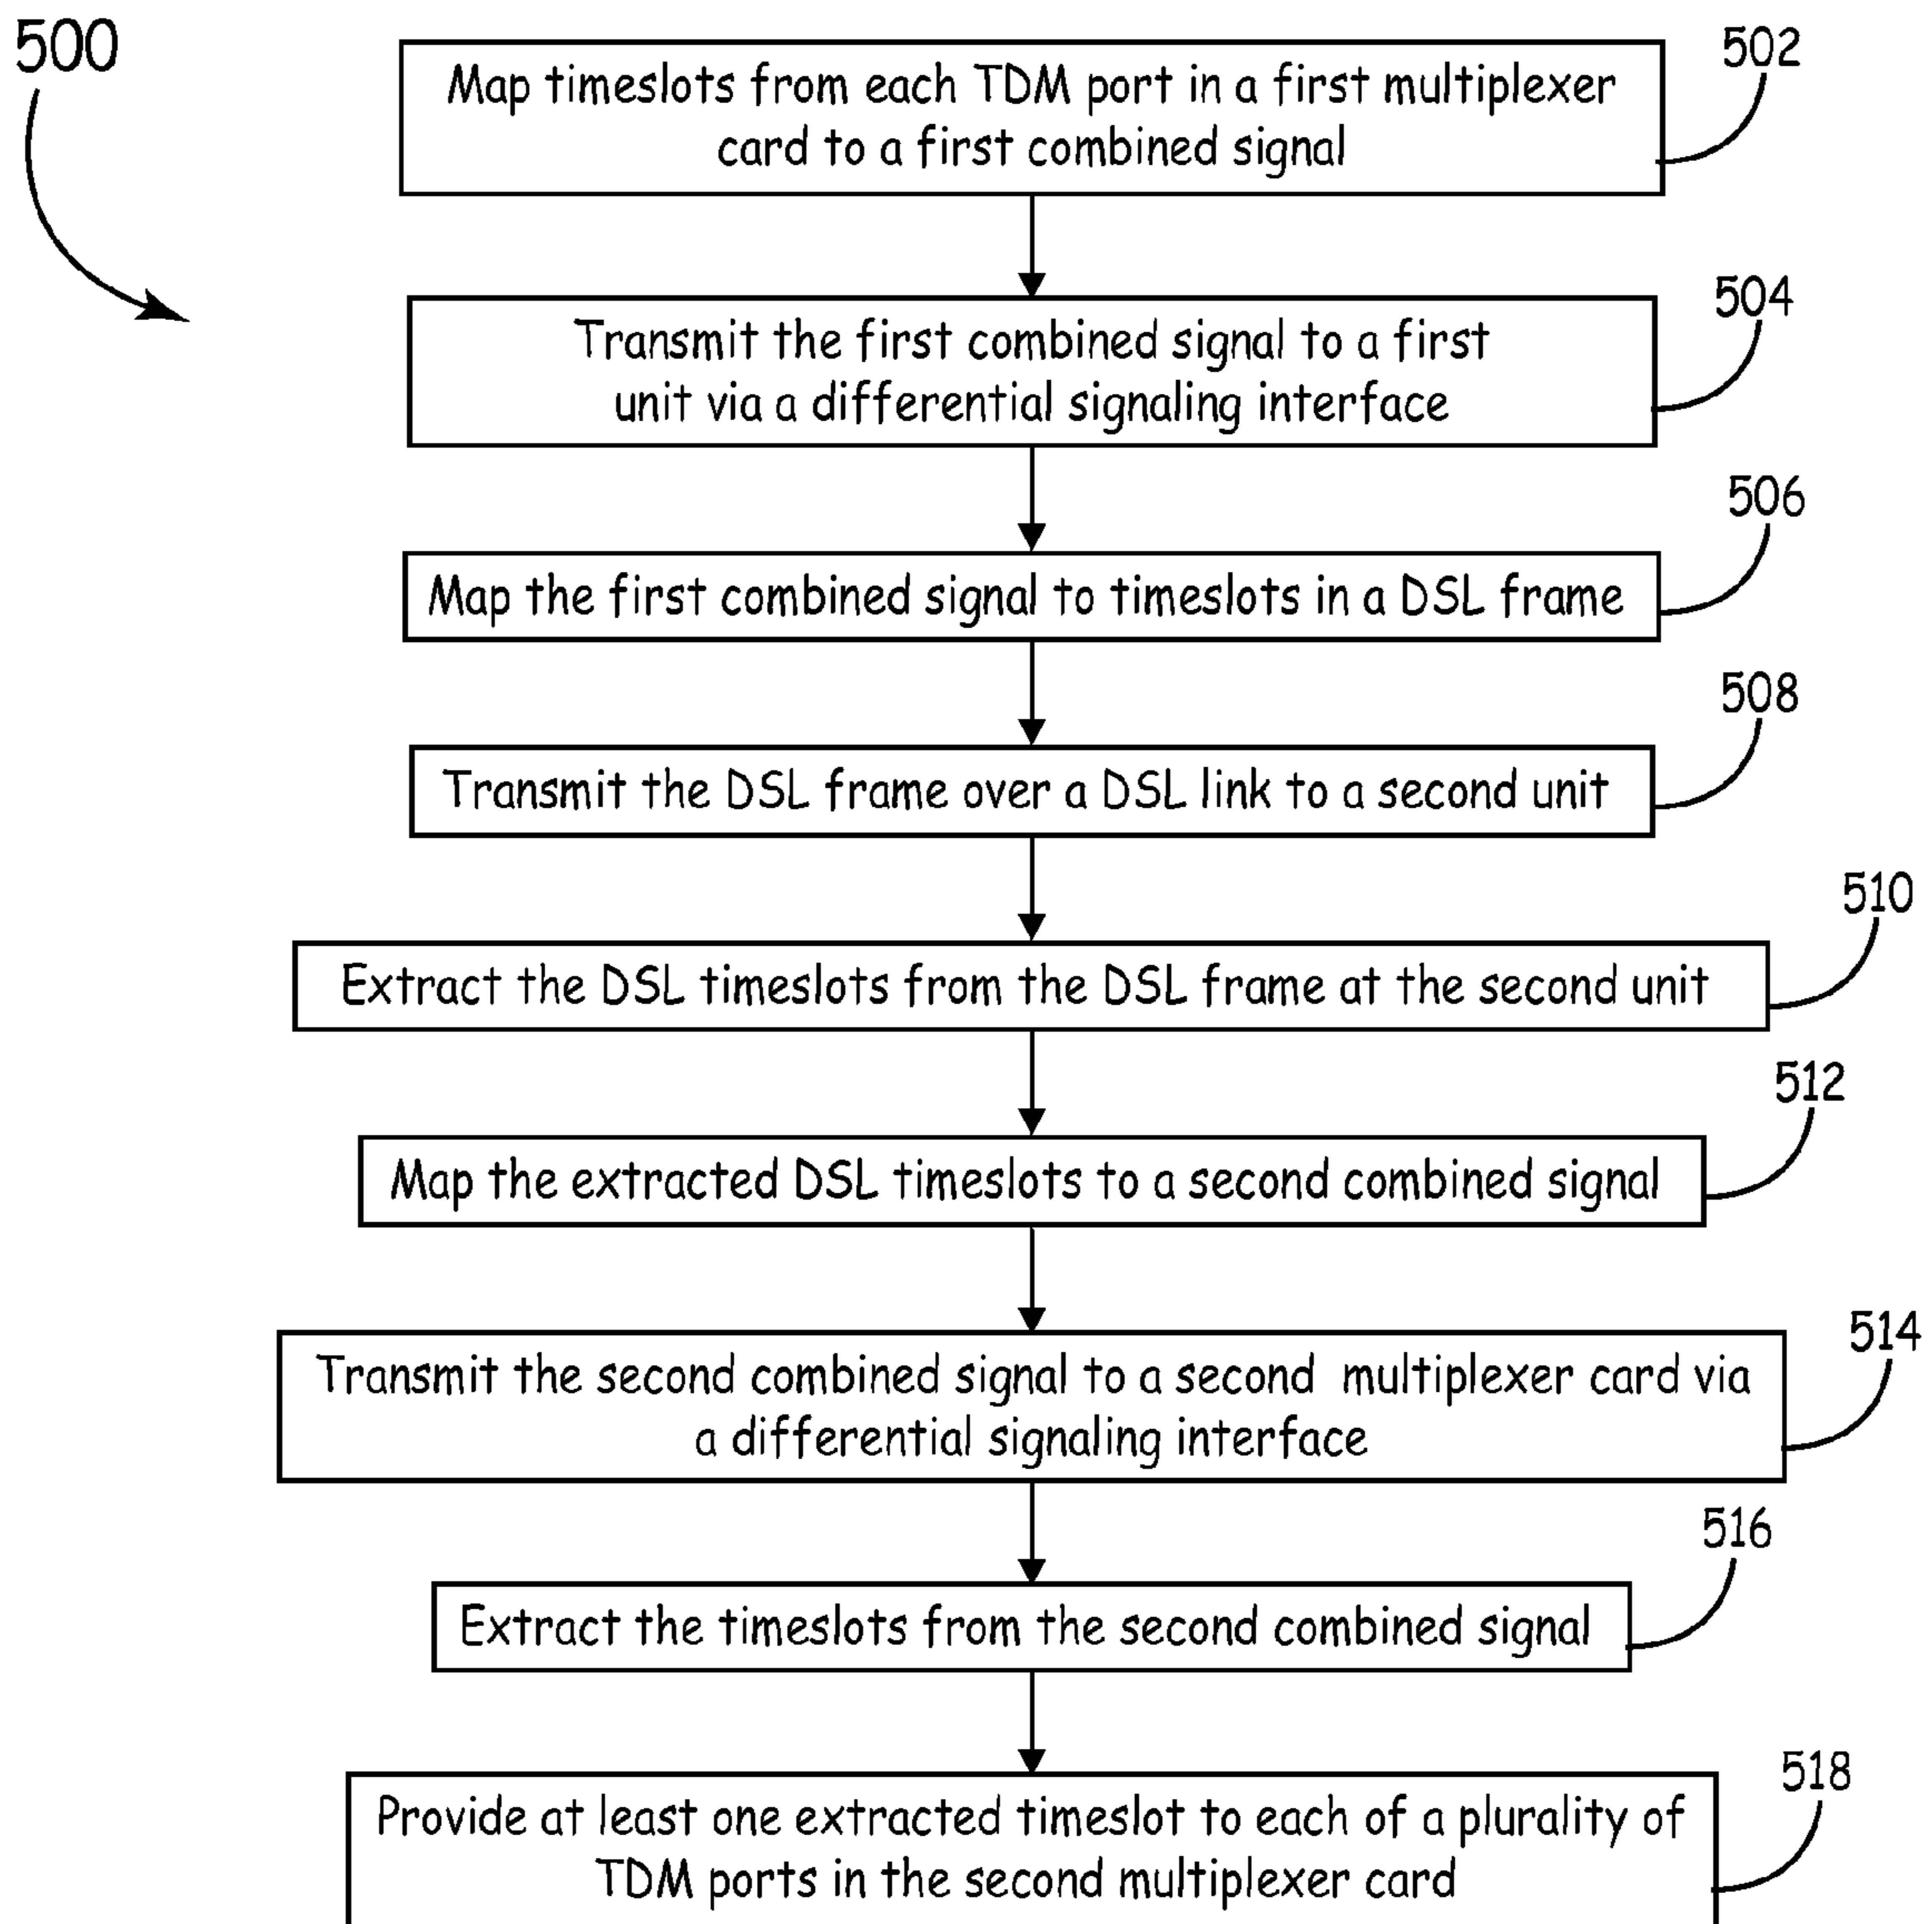 500
502
Map timeslots from each TDM port in a first multiplexer
card to a first combined signal
504
Transmit the first combined signal to a first
unit via a differential signaling interface
506
Map the first combined signal to timeslots in a DSL frame
508
Transmit the DSL frame over a DSL link to a second unit
510
Extract the DSL timeslots from the DSL frame at the second unit
512
Map the extracted DSL timeslots to a second combined signal
514
Transmit the second combined signal to a second multiplexer card via
a differential signaling interface
516
Extract the timeslots from the second combined signal
518
Provide at least one extracted timeslot to each of a plurality of
TDM ports in the second multiplexer card